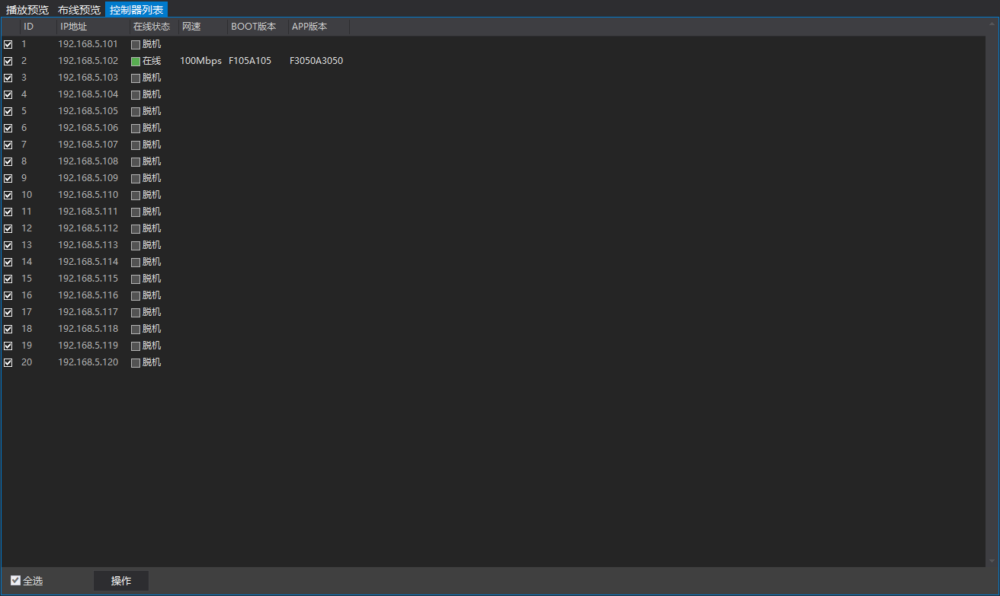 播放预览 布线预览 控制器列表
ID IP地址 在线状态 网速 BOOT版本 APP版本
1 192.168.5.101 脱机
2 192.168.5.102 在线 100Mbps F105A105 F3050A3050
3 192.168.5.103 脱机
4 192.168.5.104 脱机
5 192.168.5.105 脱机
6 192.168.5.106 脱机
7 192.168.5.107 脱机
8 192.168.5.108 脱机
9 192.168.5.109 脱机
10 192.168.5.110 脱机
11 192.168.5.111 脱机
12 192.168.5.112 脱机
13 192.168.5.113 脱机
14 192.168.5.114 脱机
15 192.168.5.115 脱机
16 192.168.5.116 脱机
17 192.168.5.117 脱机
18 192.168.5.118 脱机
19 192.168.5.119 脱机
20 192.168.5.120 脱机
全选 操作